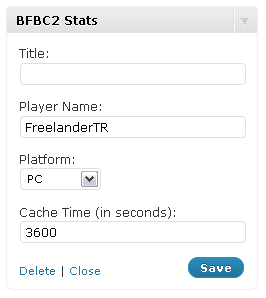 BFBC2 Stats
Title:
Player Name:
FreelanderTR
Platform:
PC
Cache Time (in seconds):
3600
Delete | Close
Save